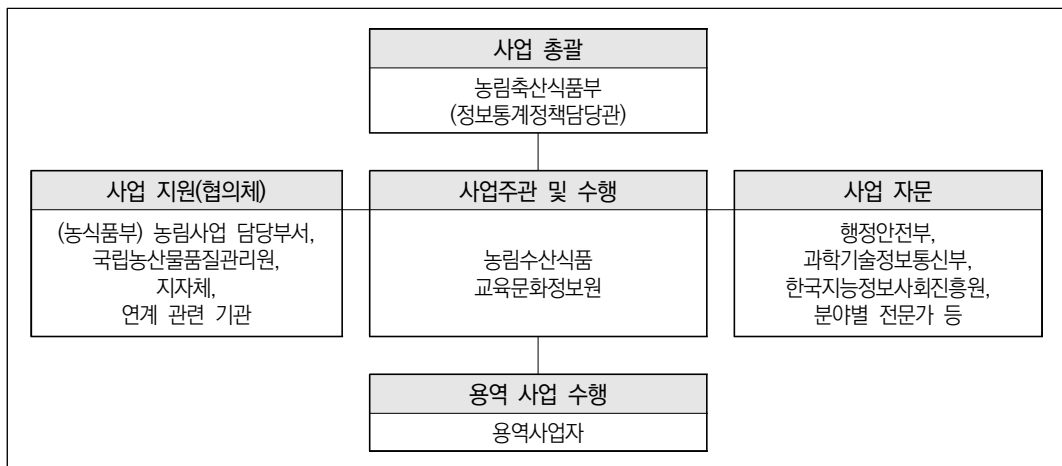 사업 총괄
농림축산식품부
(정보통계정책담당관)
사업 지원(협의체)
(농식품부) 농림사업 담당부서,
국립농산물품질관리원,
지자체,
연계 관련 기관
사업주관 및 수행
농림수산식품
교육문화정보원
사업 자문
행정안전부,
과학기술정보통신부,
한국지능정보사회진흥원,
분야별 전문가 등
용역 사업 수행
용역사업자